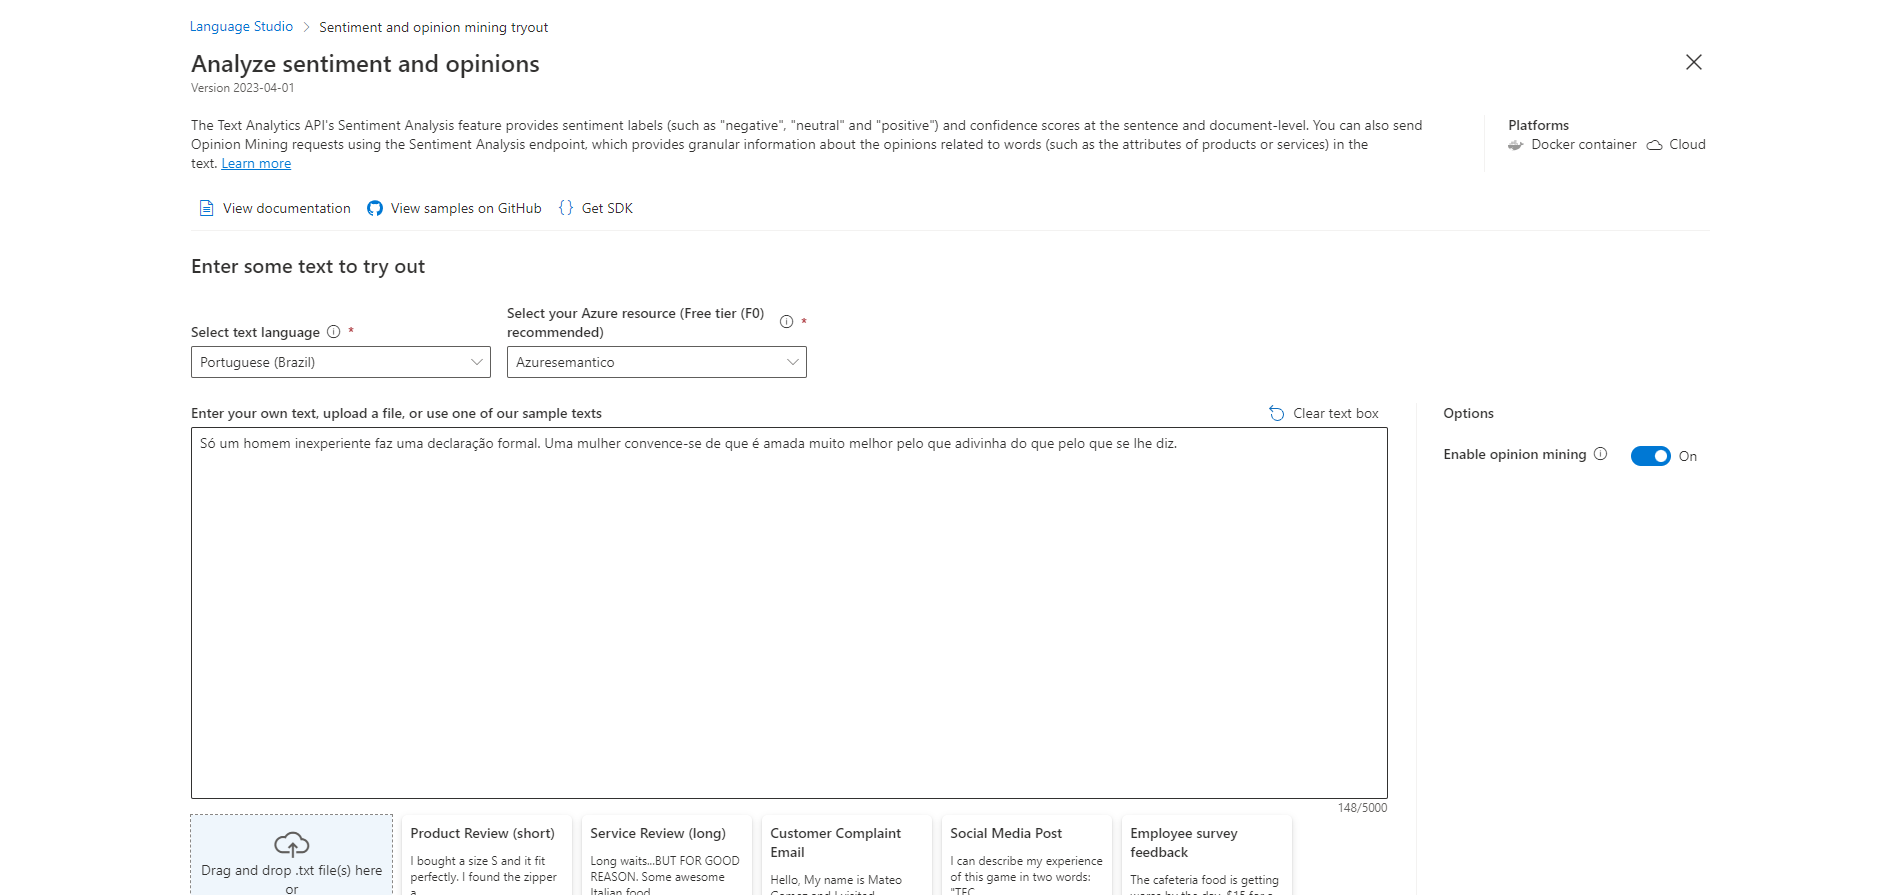 Language Studio > Sentiment and opinion mining tryout
Analyze sentiment and opinions
Version 2023-04-01
The Text Analytics API's Sentiment Analysis feature provides sentiment labels (such as "negative", "neutral" and "positive") and confidence scores at the sentence and document-level. You can also send
Opinion Mining requests using the Sentiment Analysis endpoint, which provides granular information about the opinions related to words (such as the attributes of products or services) in the
text. Learn more
Platforms
Docker container Cloud
View documentation View samples on GitHub {} Get SDK
Enter some text to try out
Select text language *
Portuguese (Brazil)
Select your Azure resource (Free tier (F0)
recommended) *
Azuresemantico
Enter your own text, upload a file, or use one of our sample texts
Clear text box
Só um homem inexperiente faz uma declaração formal. Uma mulher convence-se de que é amada muito melhor pelo que adivinha do que pelo que se lhe diz.
148/5000
Options
Enable opinion mining On
Drag and drop .txt file(s) here
or
Product Review (short)
I bought a size S and it fit
perfectly. I found the zipper
a
Service Review (long)
Long waits...BUT FOR GOOD
REASON. Some awesome
Italian food
Customer Complaint
Email
Hello, My name is Mateo
Gomez and I visited
Social Media Post
I can describe my experience
of this game in two words:
Employee survey
feedback
The cafeteria food is getting
worse by the day. $15 for a